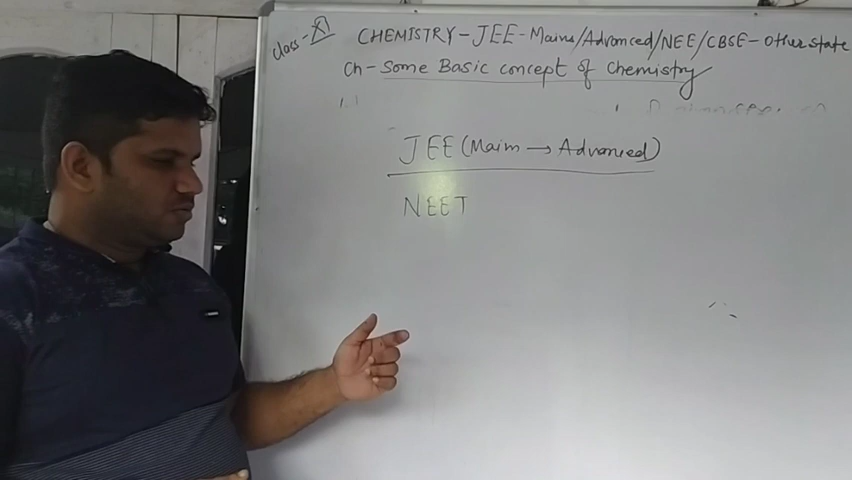 Class - XI
CHEMISTRY - JEE - Mains/Advanced/NEE/CBSE - Other State
Ch - Some Basic concept of Chemistry
JEE (Main → Advanced)
NEET